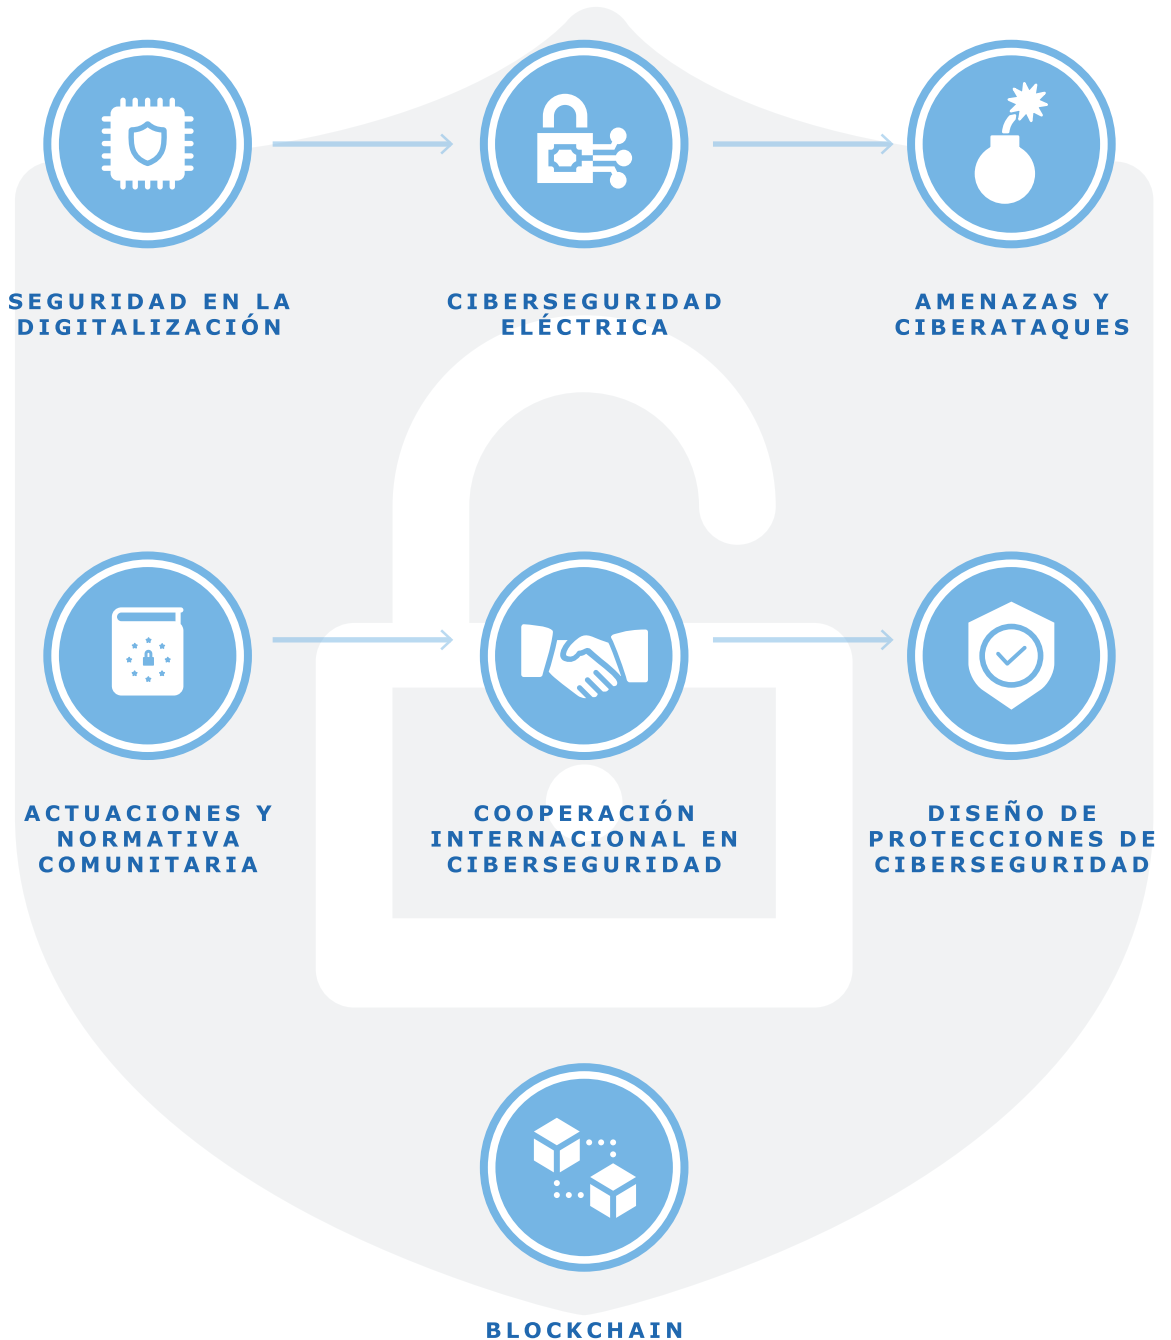 SEGURIDAD EN LA
DIGITALIZACIÓN
CIBERSEGURIDAD
ELÉCTRICA
AMENAZAS Y
CIBERATAQUES
ACTUACIONES Y
NORMATIVA
COMUNITARIA
COOPERACIÓN
INTERNACIONAL EN
CIBERSEGURIDAD
DISEÑO DE
PROTECCIONES DE
CIBERSEGURIDAD
BLOCKCHAIN